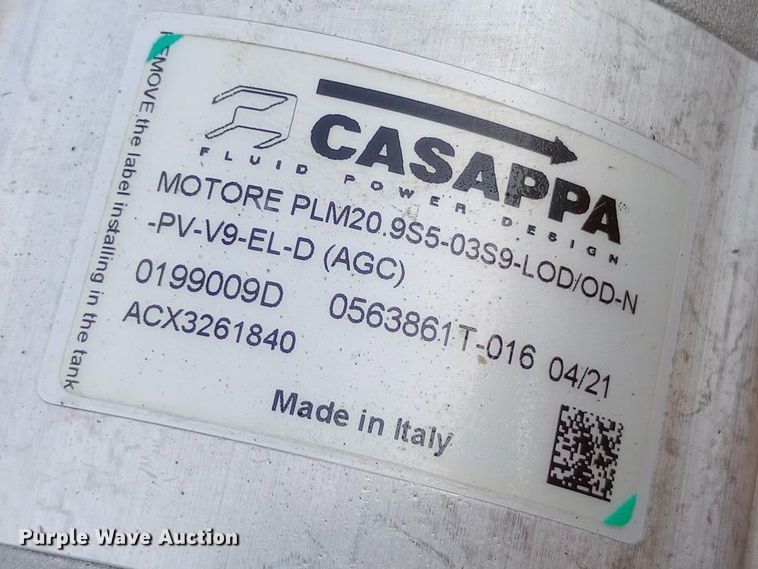 CASAPPA
FLUID POWER DESIGN
MOTORE PLM20.9S5-03S9-LOD/OD-N
-PV-V9-EL-D (AGC)
0199009D 0563861T-016 04/21
ACX3261840
Made in Italy
REMOVE the label installing in the tank
Purple Wave Auction